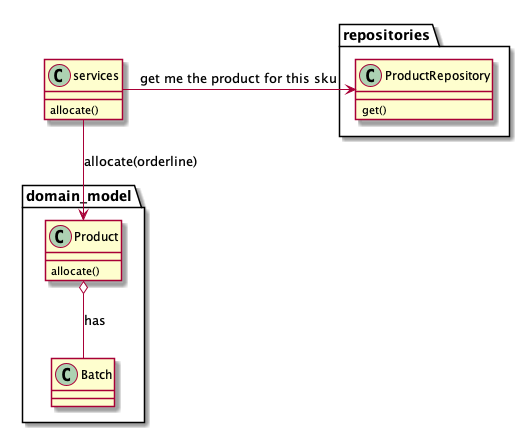 repositories
C services
allocate()
get me the product for this sku
C ProductRepository
get()
allocate(orderline)
domain_model
C Product
allocate()
has
C Batch